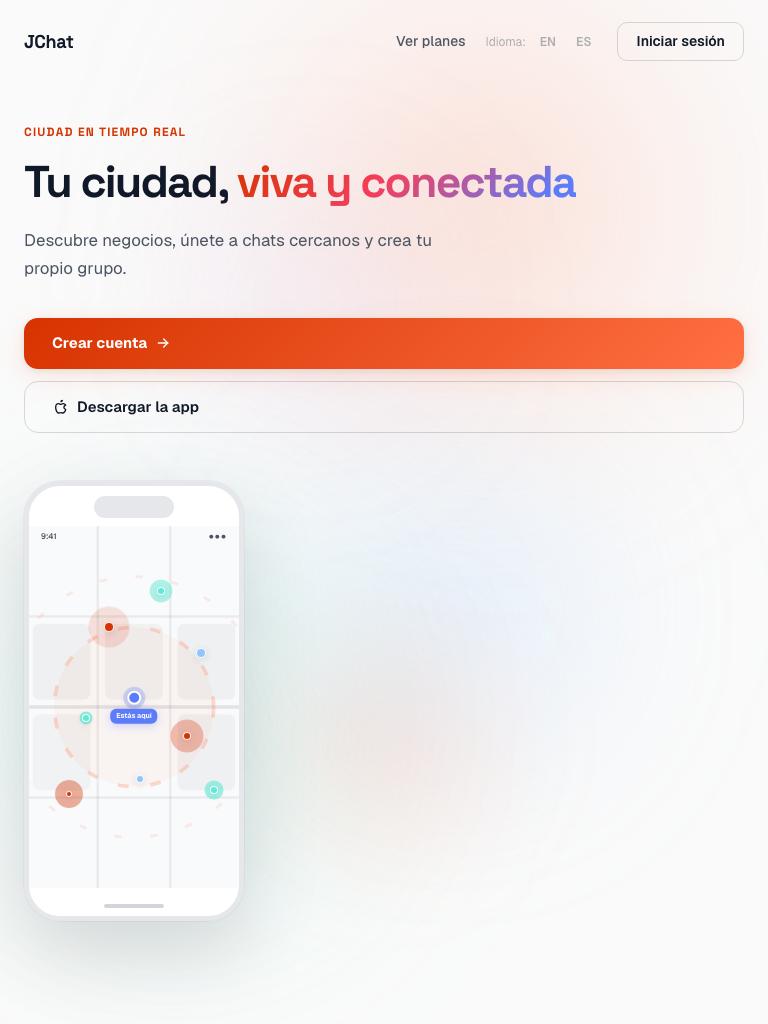 JChat
Ver planes
Idioma:
EN
ES
Iniciar sesión
CIUDAD EN TIEMPO REAL
Tu ciudad, viva y conectada
Descubre negocios, únete a chats cercanos y crea tu
propio grupo.
Crear cuenta →
Descargar la app
9:41
Estás aquí